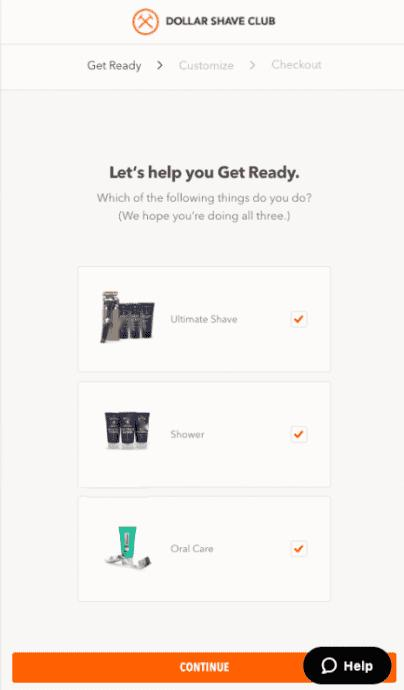 DOLLAR SHAVE CLUB
Get Ready > Customize > Checkout
Let's help you Get Ready.
Which of the following things do you do?
(We hope you're doing all three.)
Ultimate Shave
Shower
Oral Care
CONTINUE
Help